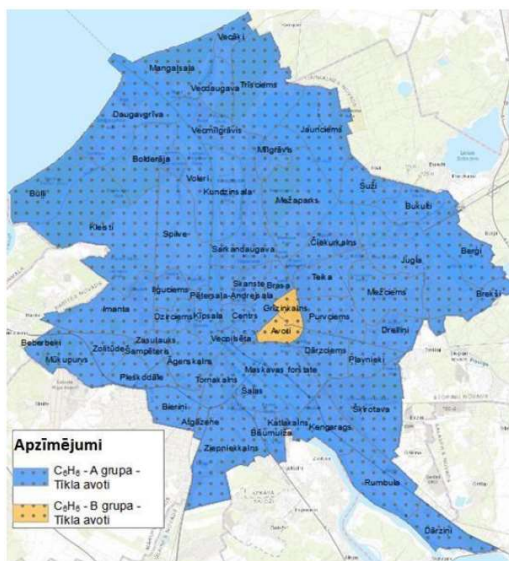 Vecāķi
Mangaļsala
Vecdaugava Trīsciems
Daugavgrīva
Vecmīlgrāvis Jaunciems
Mīlgrāvis
Bolderāja
Voleri
Kundziņsala Suži
Buļļi
Mežaparks Bukulti
Kleisti
Spilve
Sarkandaugava Čiekurkalns Berģi
Jugla
Skanste Brasa Teika
Iļģuciems Pētersala-Andrejsala Mežciems Brekši
Imanta Grīziņkalns
Dzirciems Ķīpsala Centrs Purvciems
Avoti Dreiliņi
Beberbeķi Zasulauks Vecpilsēta
Zolitūde Dārzciems
Mūkupurvs Šampēteris Āgenskalns Pļavnieki
Maskavas forštate
Pleskodāle Torņakalns
Salas Šķirotava
Bieriņi
Atgāzene Katlakalns Ķengarags
Bišumuiža
Ziepniekkalns
Rumbula
Dārziņi
Apzīmējumi
C₆H₆ - A grupa -
Tīkla avoti
C₆H₆ - B grupa -
Tīkla avoti